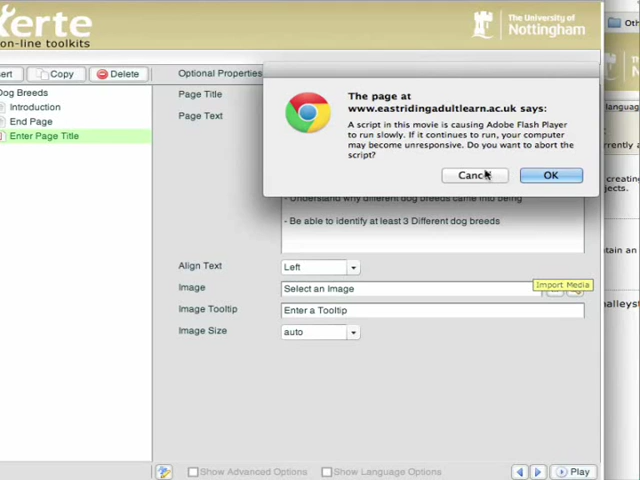 xerte
on-line toolkits
The University of
Nottingham
Oth
Copy
Delete
Optional Properties
Dog Breeds
Introduction
End Page
Enter Page Title
Page Title
Page Text
The page at
www.eastridingadultlearn.ac.uk says:
A script in this movie is causing Adobe Flash Player
to run slowly. If it continues to run, your computer
may become unresponsive. Do you want to abort the
script?
Cancel
OK
- Understand why different dog breeds came into being
- Be able to identify at least 3 Different dog breeds
Align Text
Left
Import Media
Image
Select an Image
Image Tooltip
Enter a Tooltip
Image Size
auto
Show Advanced Options
Show Language Options
Play
language
creating